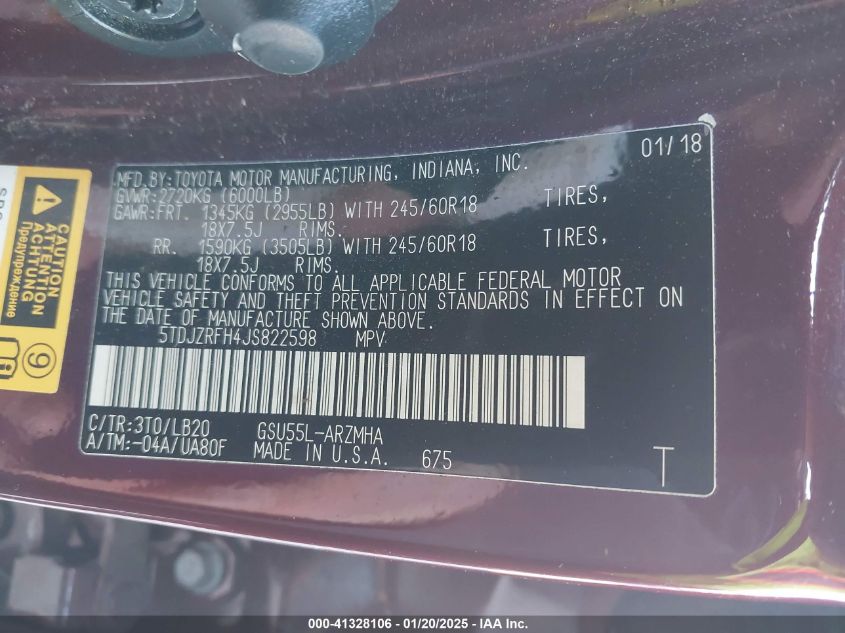 MFD.BY:TOYOTA MOTOR MANUFACTURING, INDIANA, INC. 01/18
GVWR:2720KG (6000LB)
GAWR:FRT. 1345KG (2955LB) WITH 245/60R18 TIRES,
18X7.5J RIMS.
RR. 1590KG (3505LB) WITH 245/60R18 TIRES,
18X7.5J RIMS.
THIS VEHICLE CONFORMS TO ALL APPLICABLE FEDERAL MOTOR
VEHICLE SAFETY AND THEFT PREVENTION STANDARDS IN EFFECT ON
THE DATE OF MANUFACTURE SHOWN ABOVE.
5TDJZRFH4JS822598 MPV
C/TR:3T0/LB20 GSU55L-ARZMHA
A/TM:-04A/UA80F MADE IN U.S.A. 675 T
CAUTION
ATTENTION
ACHTUNG
Предупреждение
9
000-41328106 — 01/20/2025 — IAA Inc.